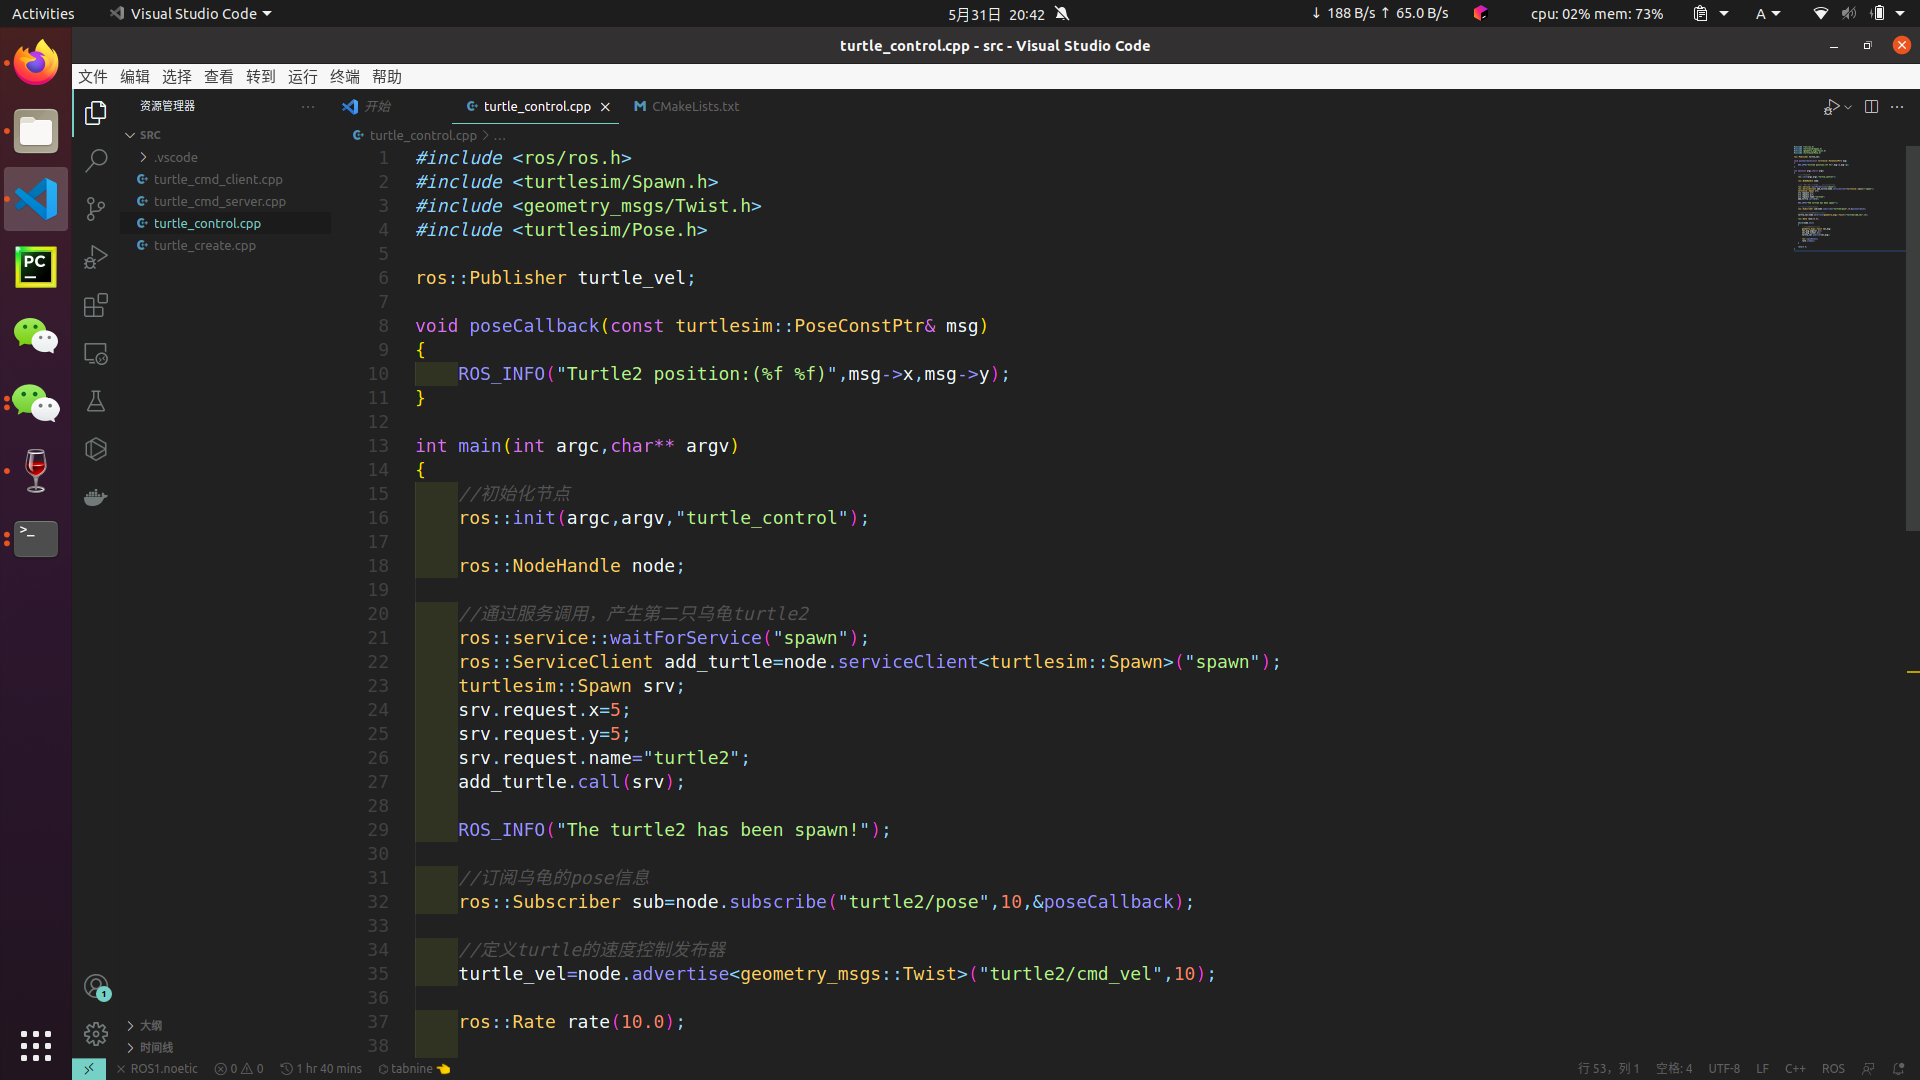 Activities Visual Studio Code 5月31日 20:42 ↓ 188 B/s ↑ 65.0 B/s cpu: 02% mem: 73% A
turtle_control.cpp - src - Visual Studio Code
文件 编辑 选择 查看 转到 运行 终端 帮助
资源管理器 ··· 开始 turtle_control.cpp CMakeLists.txt
SRC
.vscode
turtle_cmd_client.cpp
turtle_cmd_server.cpp
turtle_control.cpp
turtle_create.cpp
大纲
时间线
turtle_control.cpp > ...
1 #include <ros/ros.h>
2 #include <turtlesim/Spawn.h>
3 #include <geometry_msgs/Twist.h>
4 #include <turtlesim/Pose.h>
5
6 ros::Publisher turtle_vel;
7
8 void poseCallback(const turtlesim::PoseConstPtr& msg)
9 {
10 ROS_INFO("Turtle2 position:(%f %f)",msg->x,msg->y);
11 }
12
13 int main(int argc,char** argv)
14 {
15 //初始化节点
16 ros::init(argc,argv,"turtle_control");
17
18 ros::NodeHandle node;
19
20 //通过服务调用，产生第二只乌龟turtle2
21 ros::service::waitForService("spawn");
22 ros::ServiceClient add_turtle=node.serviceClient<turtlesim::Spawn>("spawn");
23 turtlesim::Spawn srv;
24 srv.request.x=5;
25 srv.request.y=5;
26 srv.request.name="turtle2";
27 add_turtle.call(srv);
28
29 ROS_INFO("The turtle2 has been spawn!");
30
31 //订阅乌龟的pose信息
32 ros::Subscriber sub=node.subscribe("turtle2/pose",10,&poseCallback);
33
34 //定义turtle的速度控制发布器
35 turtle_vel=node.advertise<geometry_msgs::Twist>("turtle2/cmd_vel",10);
36
37 ros::Rate rate(10.0);
38
PC
>_
1
ROS1.noetic 0 0 1 hr 40 mins tabnine 行 53，列 1 空格: 4 UTF-8 LF C++ ROS